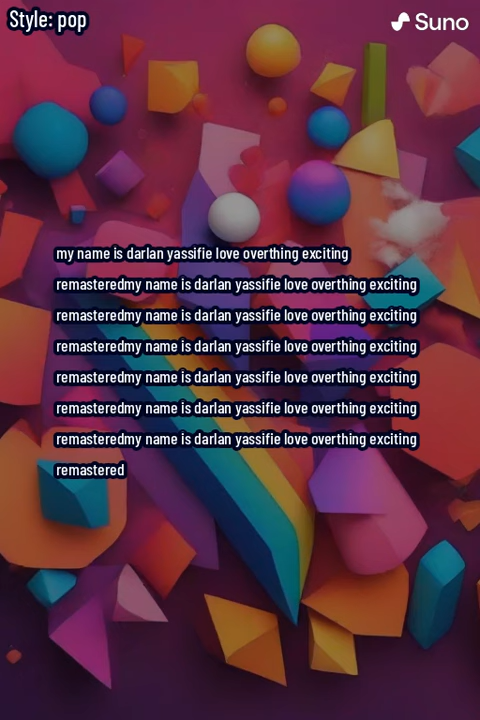 Style: pop
Suno
my name is darlan yassifie love overthing exciting
remasteredmy name is darlan yassifie love overthing exciting
remasteredmy name is darlan yassifie love overthing exciting
remasteredmy name is darlan yassifie love overthing exciting
remasteredmy name is darlan yassifie love overthing exciting
remasteredmy name is darlan yassifie love overthing exciting
remasteredmy name is darlan yassifie love overthing exciting
remastered